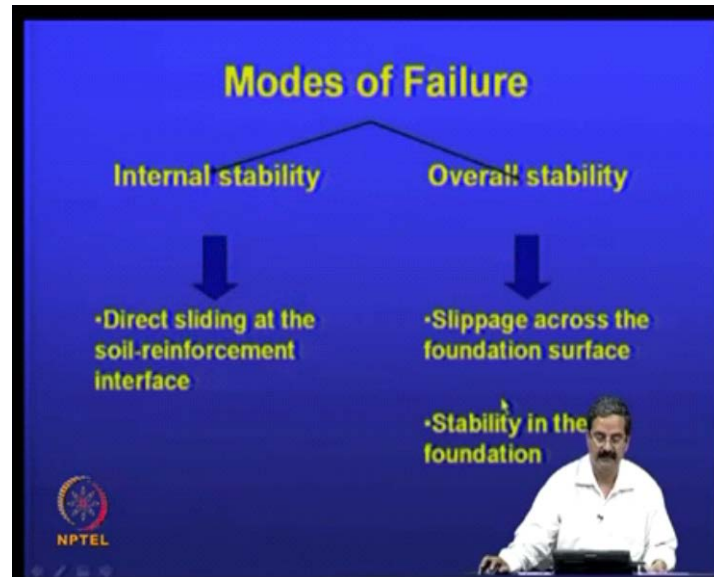 Modes of Failure
Internal stability
Overall stability
•Direct sliding at the
soil-reinforcement
interface
•Slippage across the
foundation surface
•Stability in the
foundation
NPTEL